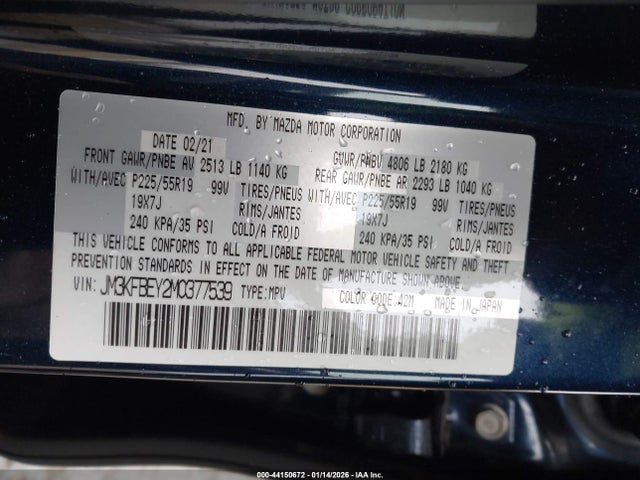 MFD. BY MAZDA MOTOR CORPORATION
DATE 02/21 GVWR/PNBV 4806 LB 2180 KG
FRONT GAWR/PNBE AV 2513 LB 1140 KG REAR GAWR/PNBE AR 2293 LB 1040 KG
WITH/AVEC P225/55R19 99V TIRES/PNEUS WITH/AVEC P225/55R19 99V TIRES/PNEUS
19X7J RIMS/JANTES 19X7J RIMS/JANTES
240 KPA/35 PSI COLD/A FROID 240 KPA/35 PSI COLD/A FROID
THIS VEHICLE CONFORMS TO ALL APPLICABLE FEDERAL MOTOR VEHICLE SAFETY AND THEFT
PREVENTION STANDARDS IN EFFECT ON THE DATE OF MANUFACTURE SHOWN ABOVE.
VIN: JM3KFBEY2M0377539 TYPE:MPV COLOR CODE:42M MADE IN JAPAN
000-44150672 - 01/14/2026 - IAA Inc.